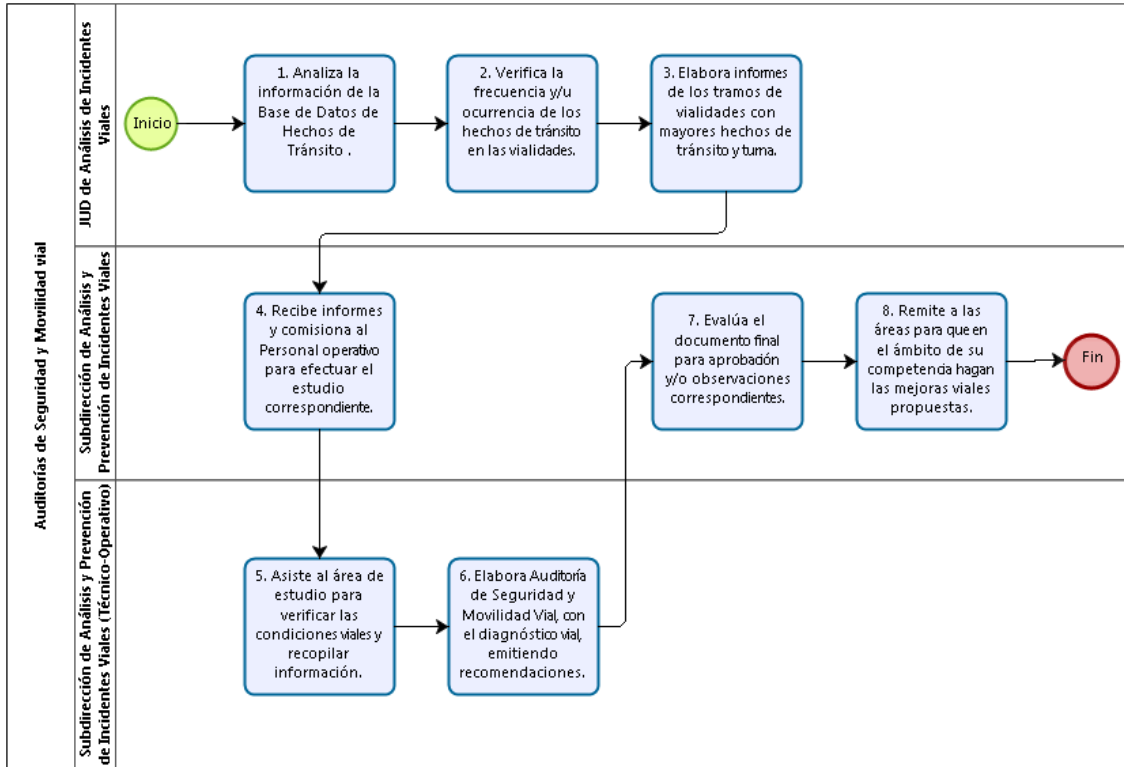 Auditorías de Seguridad y Movilidad vial
JUD de Análisis de Incidentes
Viales
Inicio
1. Analiza la
información de la
Base de Datos de
Hechos de
Tránsito .
2. Verifica la
frecuencia y/u
ocurrencia de los
hechos de tránsito
en las vialidades.
3. Elabora informes
de los tramos de
vialidades con
mayores hechos de
tránsito y turna.
Subdirección de Análisis y
Prevención de Incidentes Viales
4. Recibe informes
y comisiona al
Personal operativo
para efectuar el
estudio
correspondiente.
7. Evalúa el
documento final
para aprobación
y/o observaciones
correspondientes.
8. Remite a las
áreas para que en
el ámbito de su
competencia hagan
las mejoras viales
propuestas.
Fin
Subdirección de Análisis y Prevención
de Incidentes Viales (Técnico-Operativo)
5. Asiste al área de
estudio para
verificar las
condiciones viales y
recopilar
información.
6. Elabora Auditoría
de Seguridad y
Movilidad Vial, con
el diagnóstico vial,
emitiendo
recomendaciones.